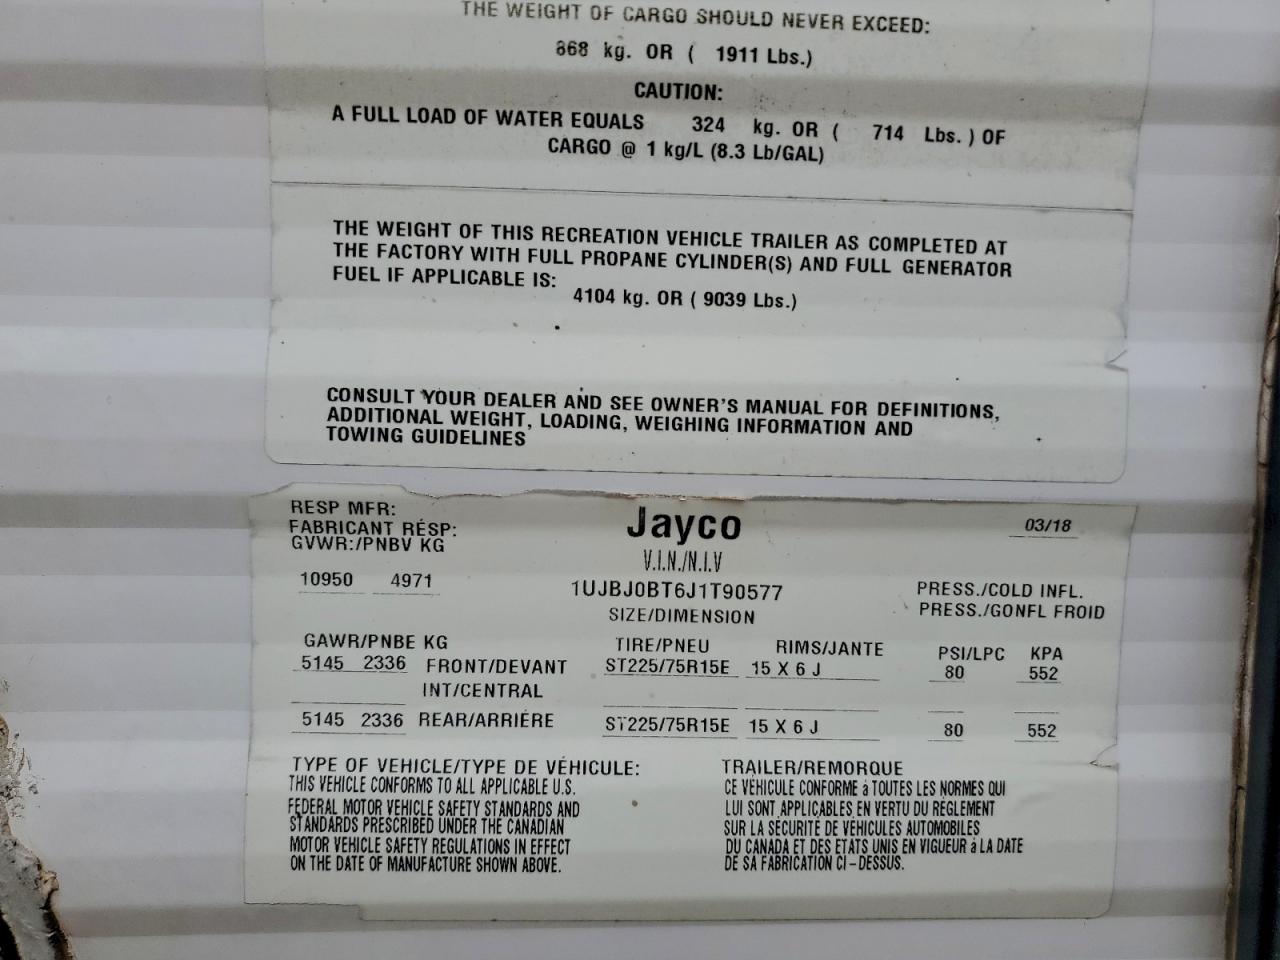 THE WEIGHT OF CARGO SHOULD NEVER EXCEED:
868 kg. OR ( 1911 Lbs.)
CAUTION:
A FULL LOAD OF WATER EQUALS 324 kg. OR ( 714 Lbs. ) OF
CARGO @ 1 kg/L (8.3 Lb/GAL)
THE WEIGHT OF THIS RECREATION VEHICLE TRAILER AS COMPLETED AT
THE FACTORY WITH FULL PROPANE CYLINDER(S) AND FULL GENERATOR
FUEL IF APPLICABLE IS:
4104 kg. OR ( 9039 Lbs.)
CONSULT YOUR DEALER AND SEE OWNER'S MANUAL FOR DEFINITIONS,
ADDITIONAL WEIGHT, LOADING, WEIGHING INFORMATION AND
TOWING GUIDELINES
RESP MFR:
FABRICANT RÉSP:
GVWR:/PNBV KG
Jayco
03/18
V.I.N./N.I.V
10950 4971
1UJBJ0BT6J1T90577
PRESS./COLD INFL.
PRESS./GONFL FROID
SIZE/DIMENSION
GAWR/PNBE KG TIRE/PNEU RIMS/JANTE PSI/LPC KPA
5145 2336 FRONT/DEVANT ST225/75R15E 15 X 6 J 80 552
INT/CENTRAL
5145 2336 REAR/ARRIÈRE ST225/75R15E 15 X 6 J 80 552
TYPE OF VEHICLE/TYPE DE VÉHICULE: TRAILER/REMORQUE
THIS VEHICLE CONFORMS TO ALL APPLICABLE U.S.
FEDERAL MOTOR VEHICLE SAFETY STANDARDS AND
STANDARDS PRESCRIBED UNDER THE CANADIAN
MOTOR VEHICLE SAFETY REGULATIONS IN EFFECT
ON THE DATE OF MANUFACTURE SHOWN ABOVE.
CE VÉHICULE CONFORME à TOUTES LES NORMES QUI
LUI SONT APPLICABLES EN VERTU DU RÈGLEMENT
SUR LA SÉCURITÉ DE VÉHICULES AUTOMOBILES
DU CANADA ET DES ÉTATS UNIS EN VIGUEUR à LA DATE
DE SA FABRICATION CI-DESSUS.